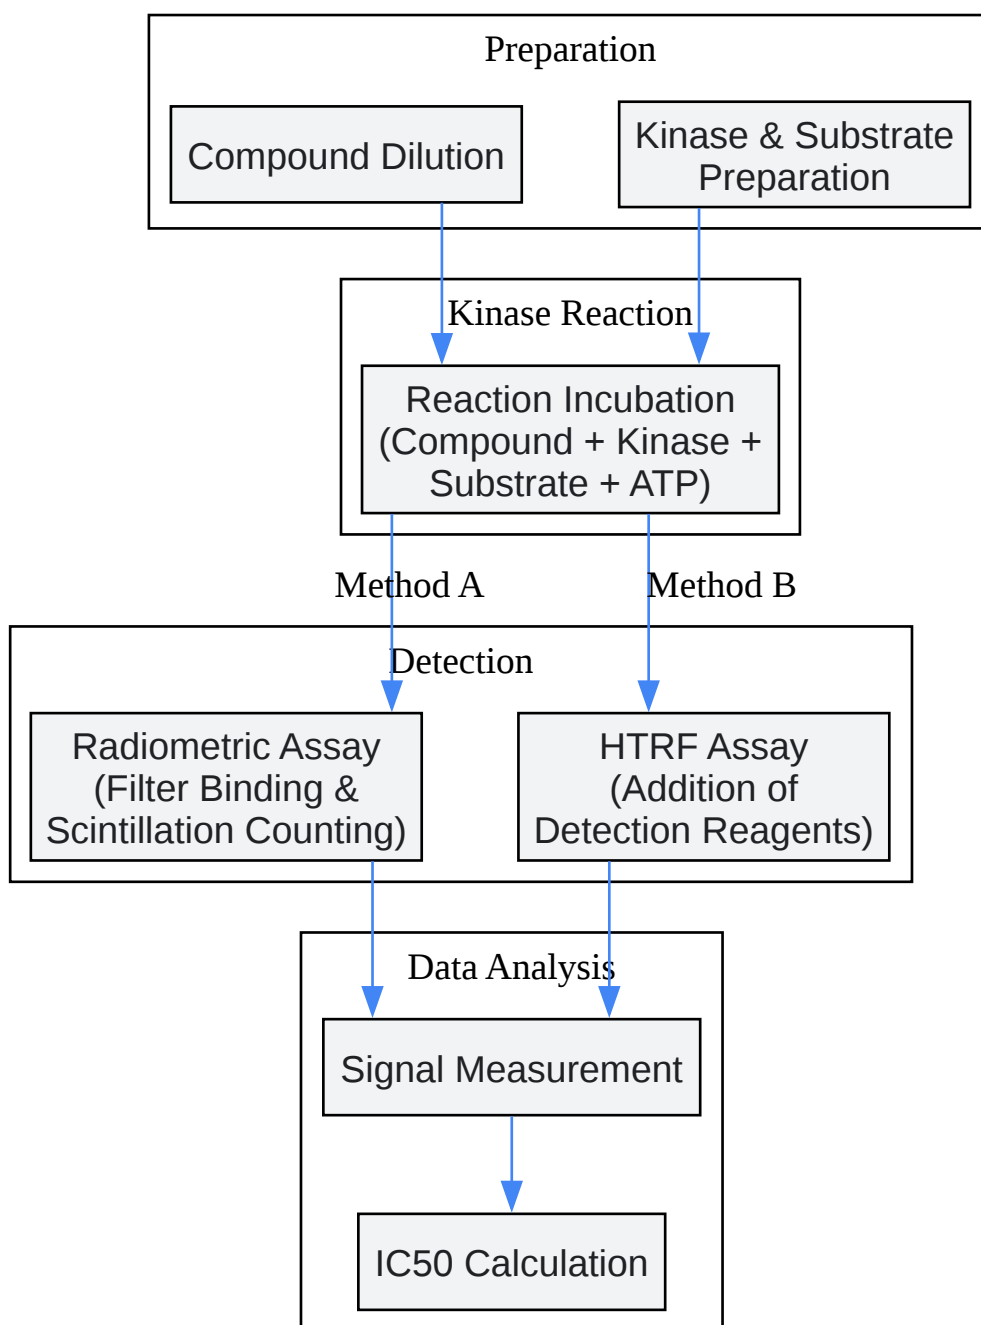 Preparation
Compound Dilution
Kinase & Substrate
Preparation
Kinase Reaction
Reaction Incubation
(Compound + Kinase +
Substrate + ATP)
Method A
Method B
Detection
Radiometric Assay
(Filter Binding &
Scintillation Counting)
HTRF Assay
(Addition of
Detection Reagents)
Data Analysis
Signal Measurement
IC50 Calculation